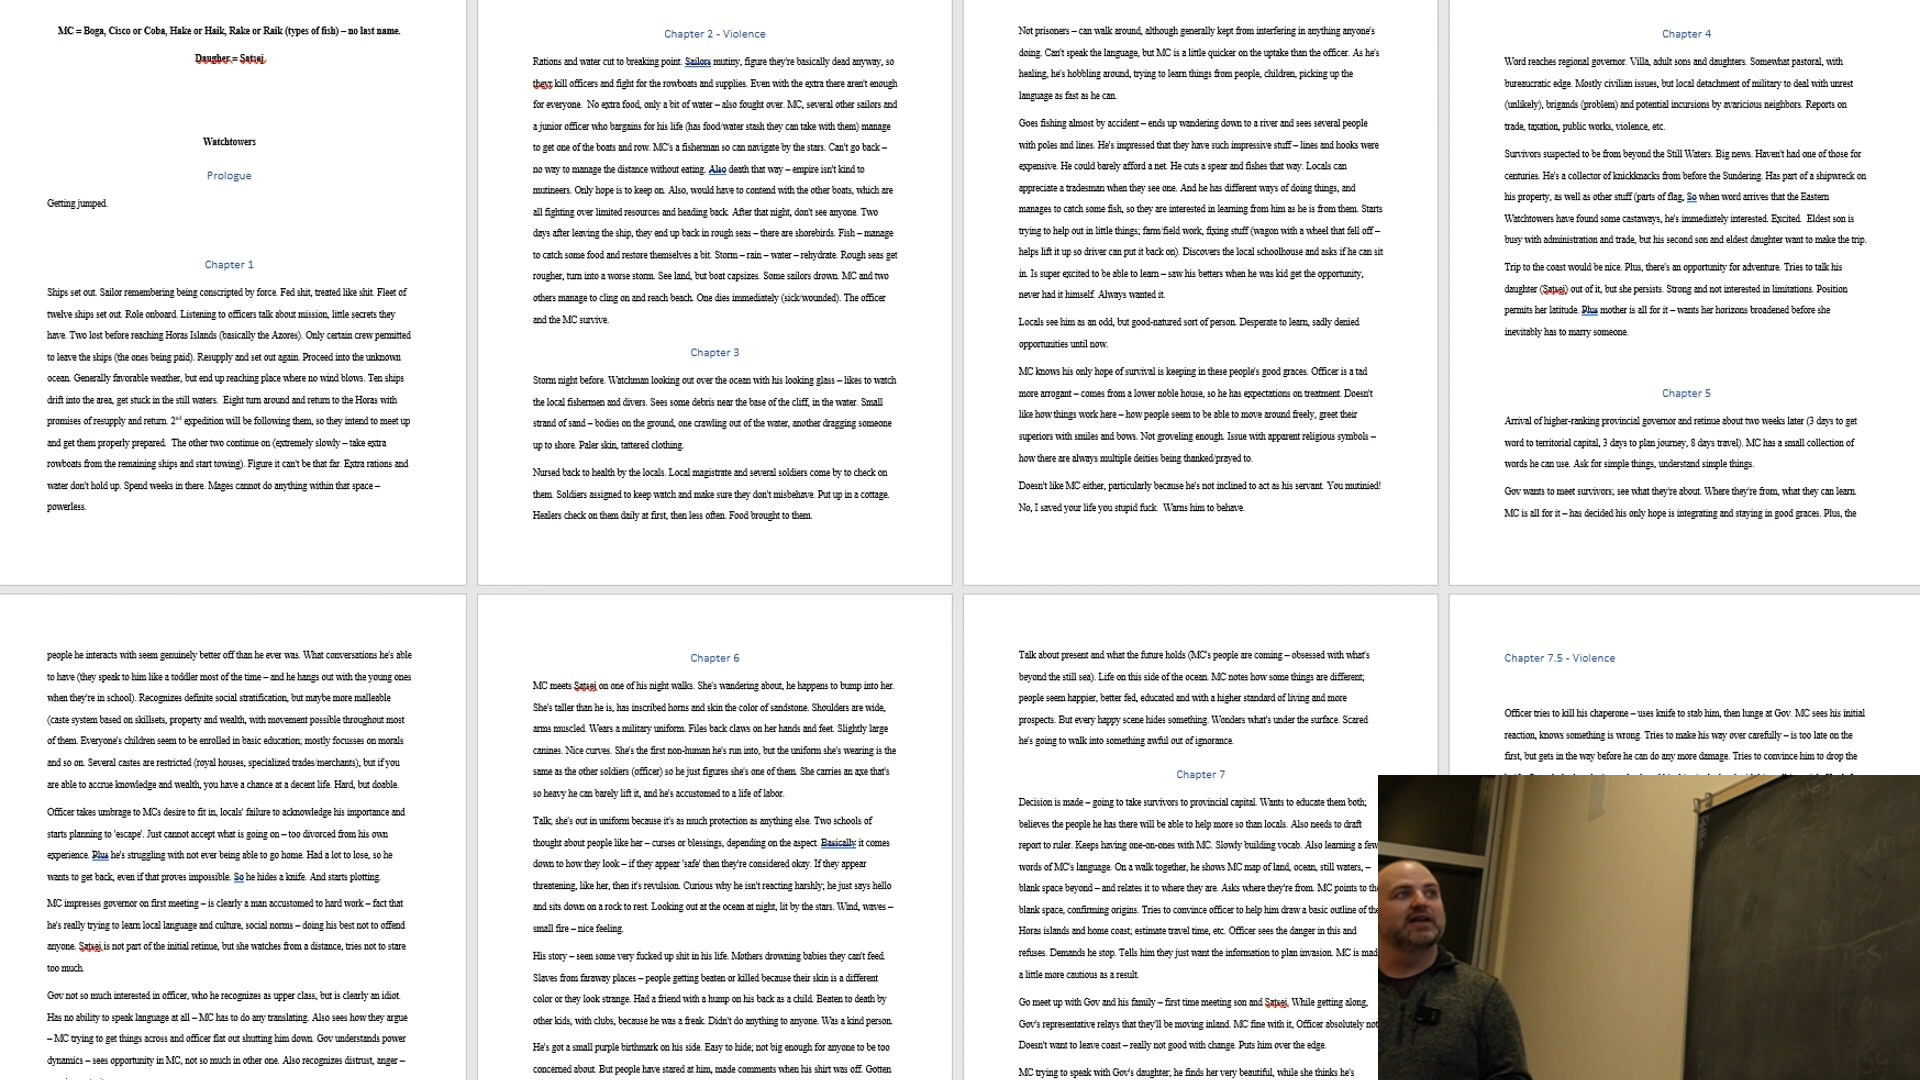 MC = Boga, Cisco or Coba, Hake or Haik, Rake or Raik (types of fish) – no last name.
Daugher = Satsej.
Watchtowers
Prologue
Getting jumped.
Chapter 1
Ships set out. Sailor remembering being conscripted by force. Fed shit, treated like shit. Fleet of
twelve ships set out. Role onboard. Listening to officers talk about mission, little secrets they
have. Two lost before reaching Horas Islands (basically the Azores). Only certain crew permitted
to leave the ships (the ones being paid). Resupply and set out again. Proceed into the unknown
ocean. Generally favorable weather, but end up reaching place where no wind blows. Ten ships
drift into the area, get stuck in the still waters.  Eight turn around and return to the Horas with
promises of resupply and return. 2nd expedition will be following them, so they intend to meet up
and get them properly prepared.  The other two continue on (extremely slowly – take extra
rowboats from the remaining ships and start towing). Figure it can't be that far. Extra rations and
water don't hold up. Spend weeks in there. Mages cannot do anything within that space –
powerless.
Chapter 2 - Violence
Rations and water cut to breaking point. Sailors mutiny, figure they're basically dead anyway, so
they kill officers and fight for the rowboats and supplies. Even with the extra there aren't enough
for everyone.  No extra food, only a bit of water – also fought over. MC, several other sailors and
a junior officer who bargains for his life (has food/water stash they can take with them) manage
to get one of the boats and row. MC's a fisherman so can navigate by the stars. Can't go back –
no way to manage the distance without eating. Also death that way – empire isn't kind to
mutineers. Only hope is to keep on. Also, would have to contend with the other boats, which are
all fighting over limited resources and heading back. After that night, don't see anyone. Two
days after leaving the ship, they end up back in rough seas – there are shorebirds. Fish – manage
to catch some food and restore themselves a bit. Storm – rain – water – rehydrate. Rough seas get
rougher, turn into a worse storm. See land, but boat capsizes. Some sailors drown. MC and two
others manage to cling on and reach beach. One dies immediately (sick/wounded). The officer
and the MC survive.
Chapter 3
Storm night before. Watchman looking out over the ocean with his looking glass – likes to watch
the local fishermen and divers. Sees some debris near the base of the cliff, in the water. Small
strand of sand – bodies on the ground, one crawling out of the water, another dragging someone
up to shore. Paler skin, tattered clothing.
Nursed back to health by the locals. Local magistrate and several soldiers come by to check on
them. Soldiers assigned to keep watch and make sure they don't misbehave. Put up in a cottage.
Healers check on them daily at first, then less often. Food brought to them.
Not prisoners – can walk around, although generally kept from interfering in anything anyone's
doing. Can't speak the language, but MC is a little quicker on the uptake than the officer. As he's
healing, he's hobbling around, trying to learn things from people, children, picking up the
language as fast as he can.
Goes fishing almost by accident – ends up wandering down to a river and sees several people
with poles and lines. He's impressed that they have such impressive stuff – lines and hooks were
expensive. He could barely afford a net. He cuts a spear and fishes that way. Locals can
appreciate a tradesman when they see one. And he has different ways of doing things, and
manages to catch some fish, so they are interested in learning from him as he is from them. Starts
trying to help out in little things; farm/field work, fixing stuff (wagon with a wheel that fell off –
helps lift it up so driver can put it back on). Discovers the local schoolhouse and asks if he can sit
in. Is super excited to be able to learn – saw his betters when he was kid get the opportunity,
never had it himself. Always wanted it.
Locals see him as an odd, but good-natured sort of person. Desperate to learn, sadly denied
opportunities until now.
MC knows his only hope of survival is keeping in these people's good graces. Officer is a tad
more arrogant – comes from a lower noble house, so he has expectations on treatment. Doesn't
like how things work here – how people seem to be able to move around freely, greet their
superiors with smiles and bows. Not groveling enough. Issue with apparent religious symbols –
how there are always multiple deities being thanked/prayed to.
Doesn't like MC either, particularly because he's not inclined to act as his servant. You mutinied!
No, I saved your life you stupid fuck.  Warns him to behave.
Chapter 4
Word reaches regional governor. Villa, adult sons and daughters. Somewhat pastoral, with
bureaucratic edge. Mostly civilian issues, but local detachment of military to deal with unrest
(unlikely), brigands (problem) and potential incursions by avaricious neighbors. Reports on
trade, taxation, public works, violence, etc.
Survivors suspected to be from beyond the Still Waters. Big news. Haven't had one of those for
centuries. He's a collector of knickknacks from before the Sundering. Has part of a shipwreck on
his property, as well as other stuff (parts of flag, So when word arrives that the Eastern
Watchtowers have found some castaways, he's immediately interested. Excited.  Eldest son is
busy with administration and trade, but his second son and eldest daughter want to make the trip.
Trip to the coast would be nice. Plus, there's an opportunity for adventure. Tries to talk his
daughter (Satsej) out of it, but she persists. Strong and not interested in limitations. Position
permits her latitude. Plus mother is all for it – wants her horizons broadened before she
inevitably has to marry someone.
Chapter 5
Arrival of higher-ranking provincial governor and retinue about two weeks later (3 days to get
word to territorial capital, 3 days to plan journey, 8 days travel). MC has a small collection of
words he can use. Ask for simple things, understand simple things.
Gov wants to meet survivors; see what they're about. Where they're from, what they can learn.
MC is all for it – has decided his only hope is integrating and staying in good graces. Plus, the
people he interacts with seem genuinely better off than he ever was. What conversations he's able
to have (they speak to him like a toddler most of the time – and he hangs out with the young ones
when they're in school). Recognizes definite social stratification, but maybe more malleable
(caste system based on skillsets, property and wealth, with movement possible throughout most
of them. Everyone's children seem to be enrolled in basic education; mostly focusses on morals
and so on. Several castes are restricted (royal houses, specialized trades/merchants), but if you
are able to accrue knowledge and wealth, you have a chance at a decent life. Hard, but doable.
Officer takes umbrage to MCs desire to fit in, locals' failure to acknowledge his importance and
starts planning to 'escape'. Just cannot accept what is going on – too divorced from his own
experience. Plus he's struggling with not ever being able to go home. Had a lot to lose, so he
wants to get back, even if that proves impossible. So he hides a knife. And starts plotting.
MC impresses governor on first meeting – is clearly a man accustomed to hard work – fact that
he's really trying to learn local language and culture, social norms – doing his best not to offend
anyone. Satsej is not part of the initial retinue, but she watches from a distance, tries not to stare
too much.
Gov not so much interested in officer, who he recognizes as upper class, but is clearly an idiot.
Has no ability to speak language at all – MC has to do any translating. Also sees how they argue
– MC trying to get things across and officer flat out shutting him down. Gov understands power
dynamics – sees opportunity in MC, not so much in other one. Also recognizes distrust, anger –
Chapter 6
MC meets Satsej on one of his night walks. She's wandering about, he happens to bump into her.
She's taller than he is, has inscribed horns and skin the color of sandstone. Shoulders are wide,
arms muscled. Wears a military uniform. Files back claws on her hands and feet. Slightly large
canines. Nice curves. She's the first non-human he's run into, but the uniform she's wearing is the
same as the other soldiers (officer) so he just figures she's one of them. She carries an axe that's
so heavy he can barely lift it, and he's accustomed to a life of labor.
Talk; she's out in uniform because it's as much protection as anything else. Two schools of
thought about people like her – curses or blessings, depending on the aspect. Basically it comes
down to how they look – if they appear 'safe' then they're considered okay. If they appear
threatening, like her, then it's revulsion. Curious why he isn't reacting harshly; he just says hello
and sits down on a rock to rest. Looking out at the ocean at night, lit by the stars. Wind, waves –
small fire – nice feeling.
His story – seen some very fucked up shit in his life. Mothers drowning babies they can't feed.
Slaves from faraway places – people getting beaten or killed because their skin is a different
color or they look strange. Had a friend with a hump on his back as a child. Beaten to death by
other kids, with clubs, because he was a freak. Didn't do anything to anyone. Was a kind person.
He's got a small purple birthmark on his side. Easy to hide; not big enough for anyone to be too
concerned about. But people have stared at him, made comments when his shirt was off. Gotten
Talk about present and what the future holds (MC's people are coming – obsessed with what's
beyond the still sea). Life on this side of the ocean. MC notes how some things are different;
people seem happier, better fed, educated and with a higher standard of living and more
prospects. But every happy scene hides something. Wonders what's under the surface. Scared
he's going to walk into something awful out of ignorance.
Chapter 7
Decision is made – going to take survivors to provincial capital. Wants to educate them both;
believes the people he has there will be able to help more so than locals. Also needs to draft
report to ruler. Keeps having one-on-ones with MC. Slowly building vocab. Also learning a few
words of MC's language. On a walk together, he shows MC map of land, ocean, still waters, –
blank space beyond – and relates it to where they are. Asks where they're from. MC points to the
blank space, confirming origins. Tries to convince officer to help him draw a basic outline of the
Horas islands and home coast; estimate travel time, etc. Officer sees the danger in this and
refuses. Demands he stop. Tells him they just want the information to plan invasion. MC is mad
a little more cautious as a result.
Go meet up with Gov and his family – first time meeting son and Satsej. While getting along,
Gov's representative relays that they'll be moving inland. MC fine with it, Officer absolutely not
Doesn't want to leave coast – really not good with change. Puts him over the edge.
MC trying to speak with Gov's daughter; he finds her very beautiful, while she thinks he's
Chapter 7.5 - Violence
Officer tries to kill his chaperone – uses knife to stab him, then lunge at Gov. MC sees his initial
reaction, knows something is wrong. Tries to make his way over carefully – is too late on the
first, but gets in the way before he can do any more damage. Tries to convince him to drop the